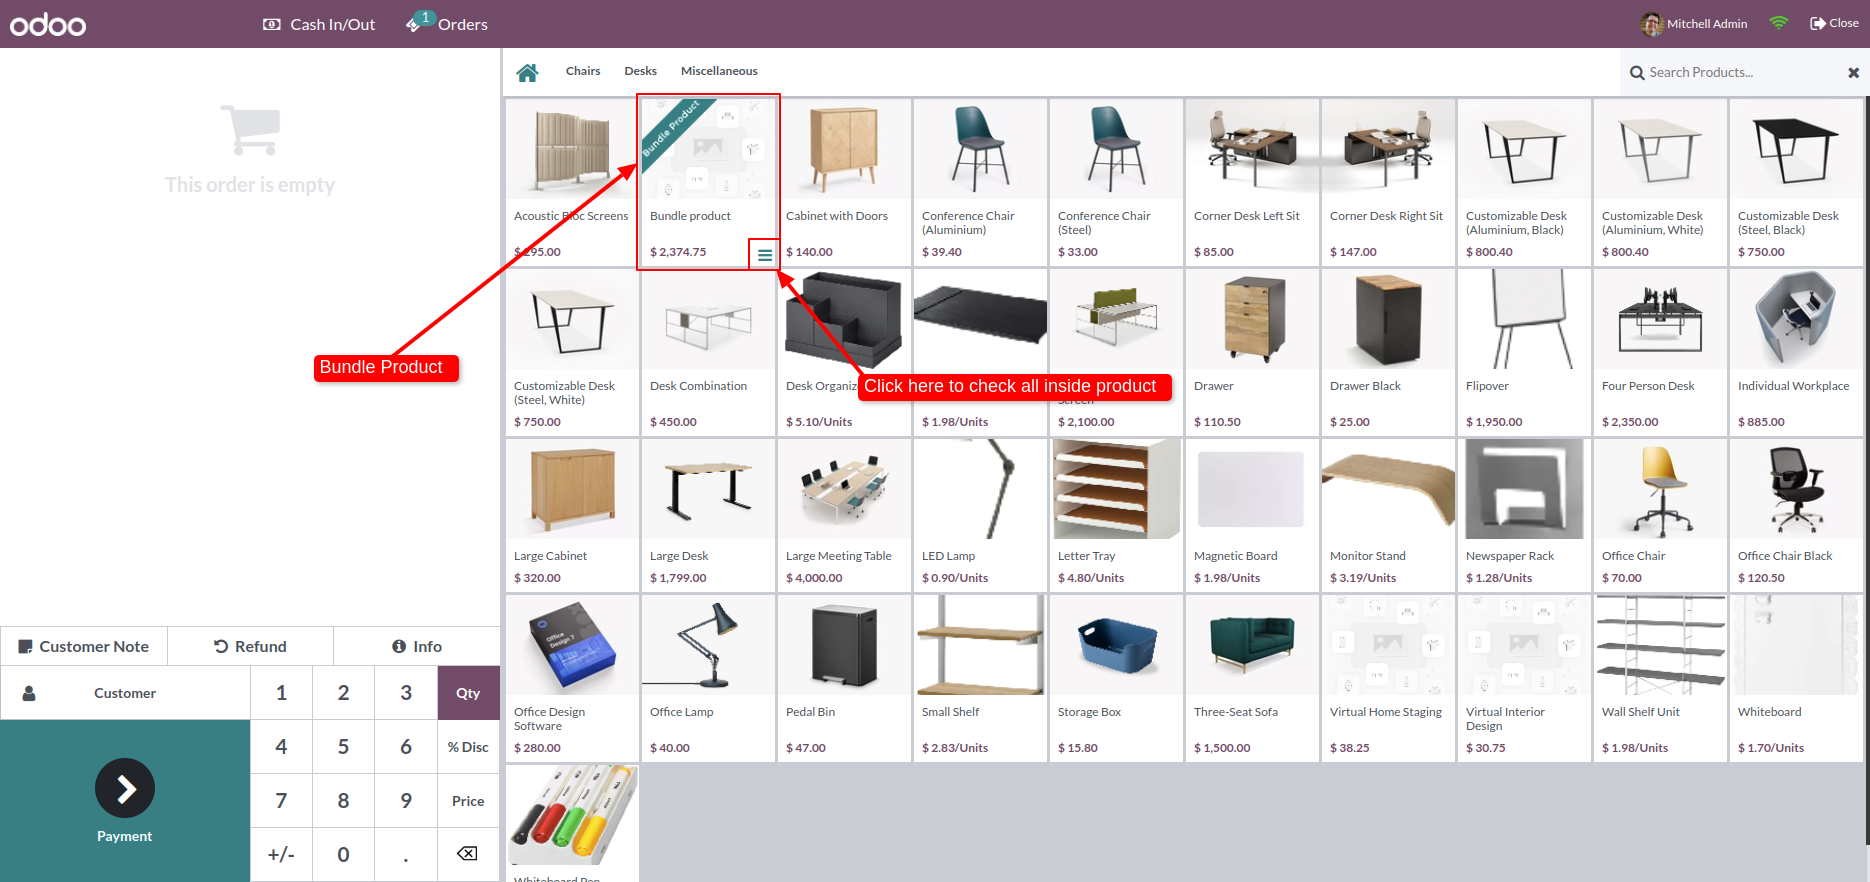 odoo
Cash In/Out
1
Orders
Mitchell Admin
Close
This order is empty
Chairs
Desks
Miscellaneous
Search Products...
Bundle Product
Acoustic Bloc Screens
$ 295.00
Bundle product
$ 2,374.75
Cabinet with Doors
$ 140.00
Conference Chair
(Aluminium)
$ 39.40
Conference Chair
(Steel)
$ 33.00
Corner Desk Left Sit
$ 85.00
Corner Desk Right Sit
$ 147.00
Customizable Desk
(Aluminium, Black)
$ 800.40
Customizable Desk
(Aluminium, White)
$ 800.40
Customizable Desk
(Steel, Black)
$ 750.00
Bundle Product
Click here to check all inside product
Customizable Desk
(Steel, White)
$ 750.00
Desk Combination
$ 450.00
Desk Organiz
$ 5.10/Units
$ 1.98/Units
Screen
$ 2,100.00
Drawer
$ 110.50
Drawer Black
$ 25.00
Flipover
$ 1,950.00
Four Person Desk
$ 2,350.00
Individual Workplace
$ 885.00
Large Cabinet
$ 320.00
Large Desk
$ 1,799.00
Large Meeting Table
$ 4,000.00
LED Lamp
$ 0.90/Units
Letter Tray
$ 4.80/Units
Magnetic Board
$ 1.98/Units
Monitor Stand
$ 3.19/Units
Newspaper Rack
$ 1.28/Units
Office Chair
$ 70.00
Office Chair Black
$ 120.50
Office
Design 7
Office Design
Software
$ 280.00
Office Lamp
$ 40.00
Pedal Bin
$ 47.00
Small Shelf
$ 2.83/Units
Storage Box
$ 15.80
Three-Seat Sofa
$ 1,500.00
Virtual Home Staging
$ 38.25
Virtual Interior
Design
$ 30.75
Wall Shelf Unit
$ 1.98/Units
Whiteboard
$ 1.70/Units
Whiteboard Pen
Customer Note
Refund
Info
Customer
1
2
3
Qty
4
5
6
% Disc
7
8
9
Price
+/-
0
.
Payment